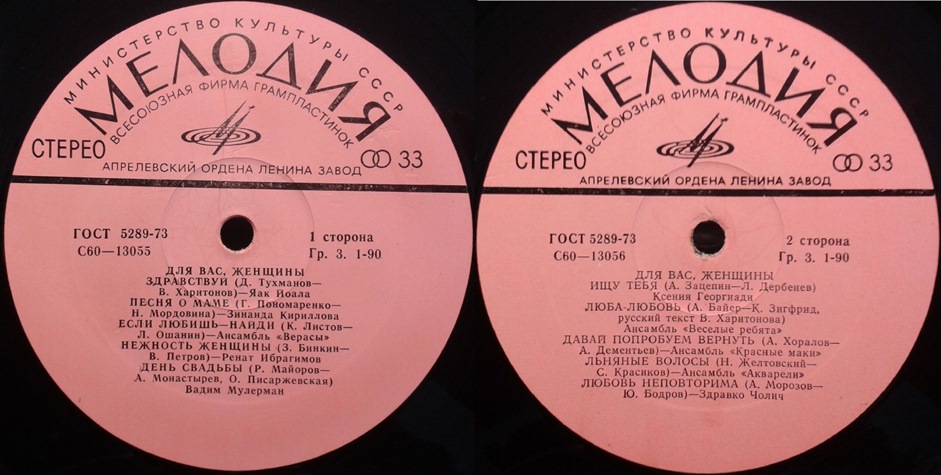 МИНИСТЕРСТВО КУЛЬТУРЫ СССР
МЕЛОДИЯ
ВСЕСОЮЗНАЯ ФИРМА ГРАМПЛАСТИНОК
СТЕРЕО
33
АПРЕЛЕВСКИЙ ОРДЕНА ЛЕНИНА ЗАВОД
ГОСТ 5289-73
С60—13055
1 сторона
Гр. 3. 1-90
ДЛЯ ВАС, ЖЕНЩИНЫ
ЗДРАВСТВУЙ (Д. Тухманов—
В. Харитонов)—Яак Йоала
ПЕСНЯ О МАМЕ (Г. Пономаренко—
Н. Мордовина)—Зинаида Кириллова
ЕСЛИ ЛЮБИШЬ—НАЙДИ (К. Листов—
Л. Ошанин)—Ансамбль «Верасы»
НЕЖНОСТЬ ЖЕНЩИНЫ (З. Бинкин—
В. Петров)—Ренат Ибрагимов
ДЕНЬ СВАДЬБЫ (Р. Майоров—
А. Монастырев, О. Писаржевская)
Вадим Мулерман
МИНИСТЕРСТВО КУЛЬТУРЫ СССР
МЕЛОДИЯ
ВСЕСОЮЗНАЯ ФИРМА ГРАМПЛАСТИНОК
СТЕРЕО
33
АПРЕЛЕВСКИЙ ОРДЕНА ЛЕНИНА ЗАВОД
ГОСТ 5289-73
С60—13056
2 сторона
Гр. 3. 1-90
ДЛЯ ВАС, ЖЕНЩИНЫ
ИЩУ ТЕБЯ (А. Зацепин—Л. Дербенев)
Ксения Георгиади
ЛЮБА-ЛЮБОВЬ (А. Байер—К. Зигфрид,
русский текст В. Харитонова)
Ансамбль «Веселые ребята»
ДАВАЙ ПОПРОБУЕМ ВЕРНУТЬ (А. Хоралов—
А. Дементьев)—Ансамбль «Красные маки»
ЛЬНЯНЫЕ ВОЛОСЫ (Н. Желтовский—
С. Красиков)—Ансамбль «Акварели»
ЛЮБОВЬ НЕПОВТОРИМА (А. Морозов—
Ю. Бодров)—Здравко Чолич